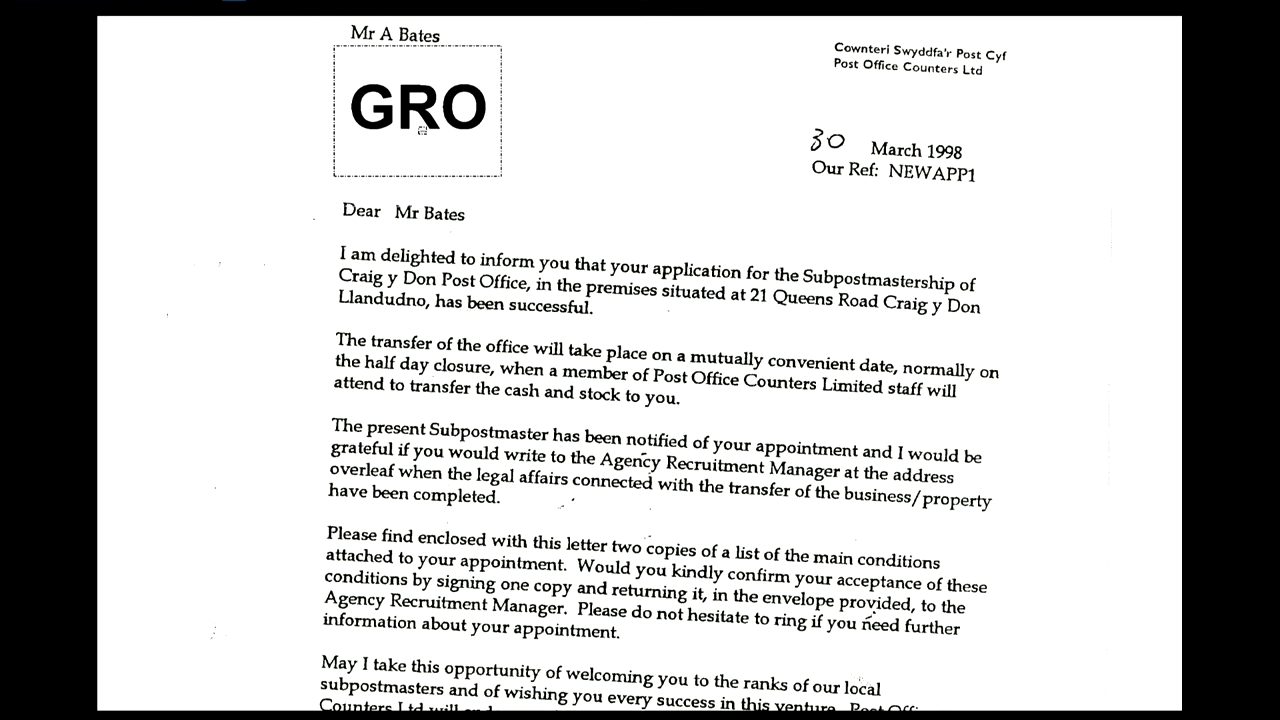 Mr A Bates
GRO
Cownteri Swyddfa'r Post Cyf
Post Office Counters Ltd
30 March 1998
Our Ref: NEWAPP1
Dear Mr Bates
I am delighted to inform you that your application for the Subpostmastership of
Craig y Don Post Office, in the premises situated at 21 Queens Road Craig y Don
Llandudno, has been successful.
The transfer of the office will take place on a mutually convenient date, normally on
the half day closure, when a member of Post Office Counters Limited staff will
attend to transfer the cash and stock to you.
The present Subpostmaster has been notified of your appointment and I would be
grateful if you would write to the Agency Recruitment Manager at the address
overleaf when the legal affairs connected with the transfer of the business/property
have been completed.
Please find enclosed with this letter two copies of a list of the main conditions
attached to your appointment. Would you kindly confirm your acceptance of these
conditions by signing one copy and returning it, in the envelope provided, to the
Agency Recruitment Manager. Please do not hesitate to ring if you need further
information about your appointment.
May I take this opportunity of welcoming you to the ranks of our local
subpostmasters and of wishing you every success in this venture. Post
Counters Ltd will